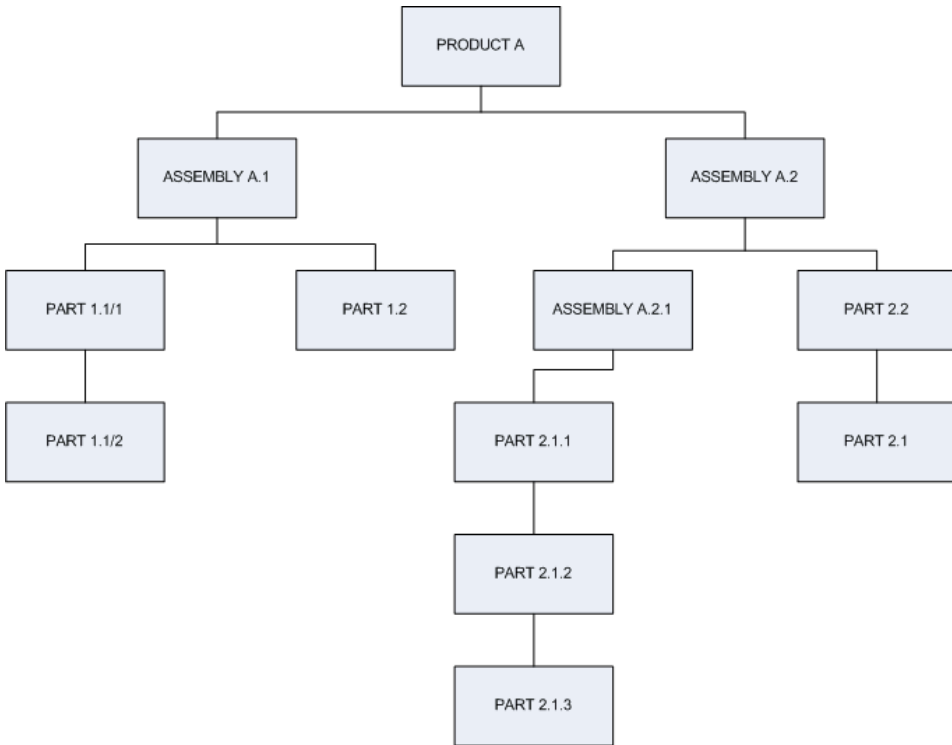 PRODUCT A
ASSEMBLY A.1
ASSEMBLY A.2
PART 1.1/1
PART 1.2
ASSEMBLY A.2.1
PART 2.2
PART 1.1/2
PART 2.1.1
PART 2.1
PART 2.1.2
PART 2.1.3